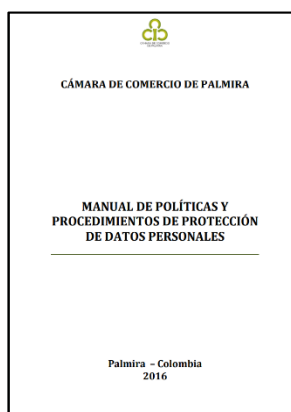 CÁMARA DE COMERCIO DE PALMIRA
MANUAL DE POLÍTICAS Y
PROCEDIMIENTOS DE PROTECCIÓN
DE DATOS PERSONALES
Palmira – Colombia
2016